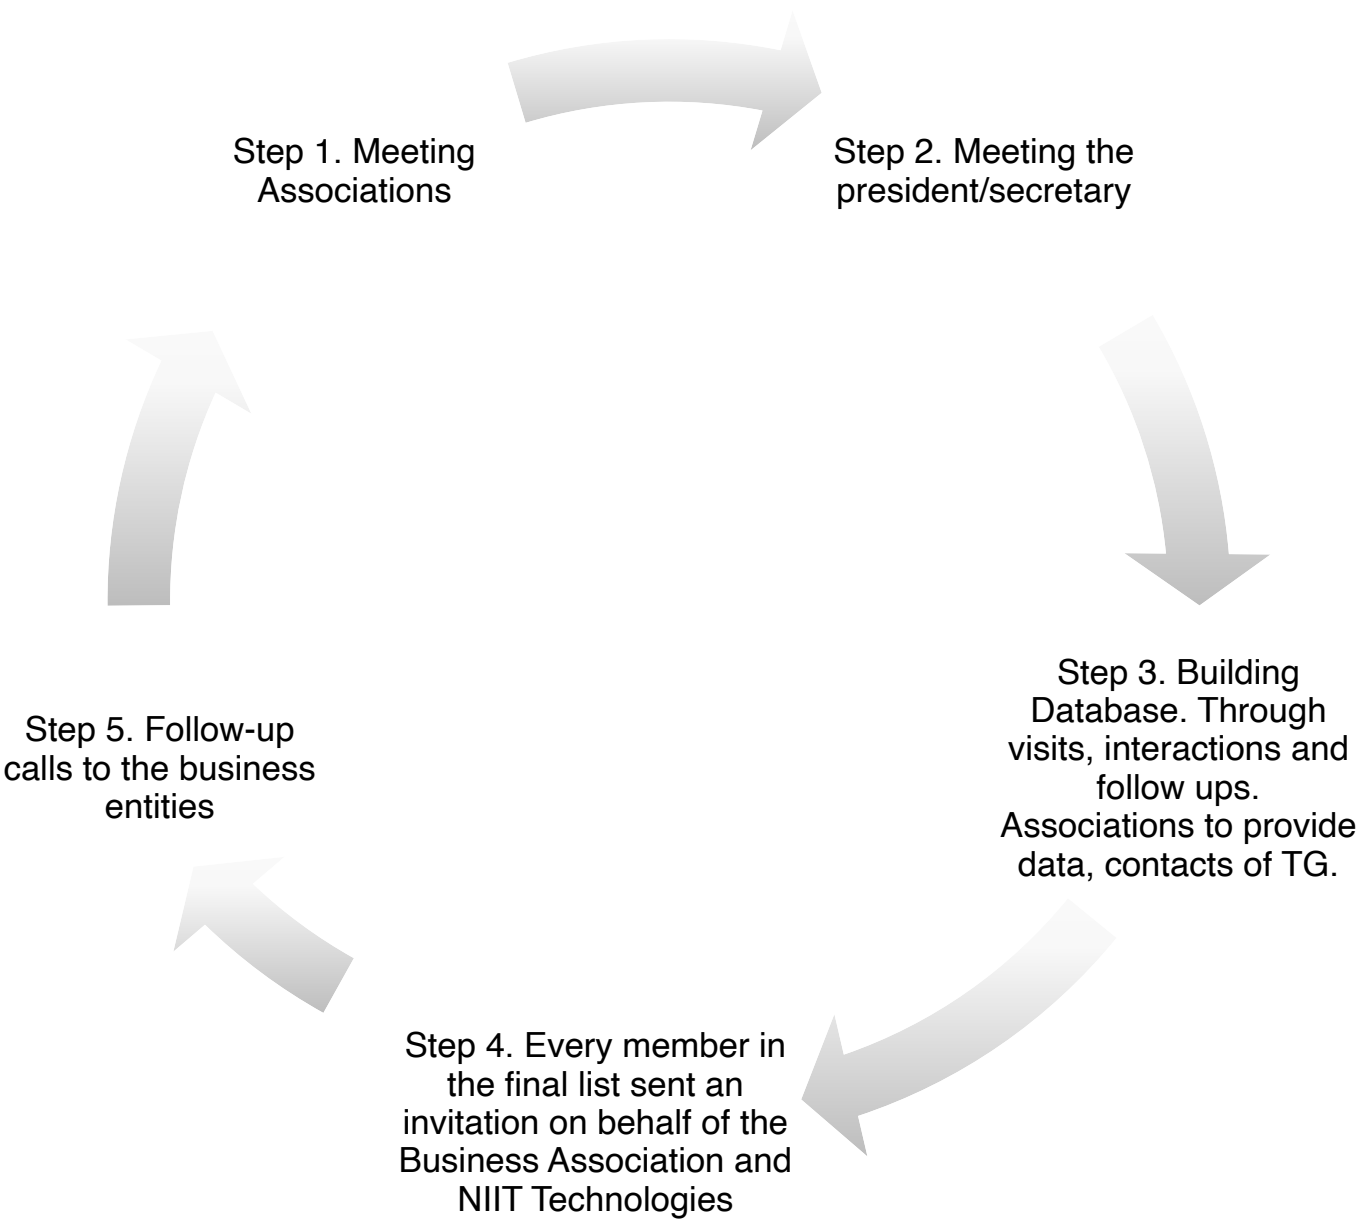 Step 1. Meeting
Associations
Step 2. Meeting the
president/secretary
Step 3. Building
Database. Through
visits, interactions and
follow ups.
Associations to provide
data, contacts of TG.
Step 4. Every member in
the final list sent an
invitation on behalf of the
Business Association and
NIIT Technologies
Step 5. Follow-up
calls to the business
entities